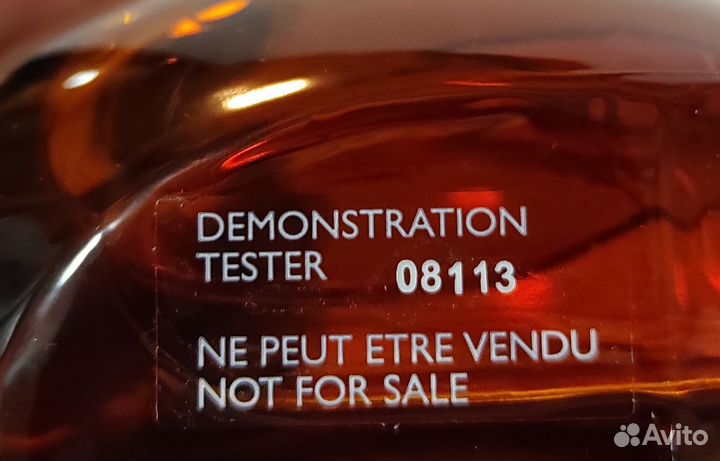 DEMONSTRATION
TESTER 08113
NE PEUT ETRE VENDU
NOT FOR SALE
Avito